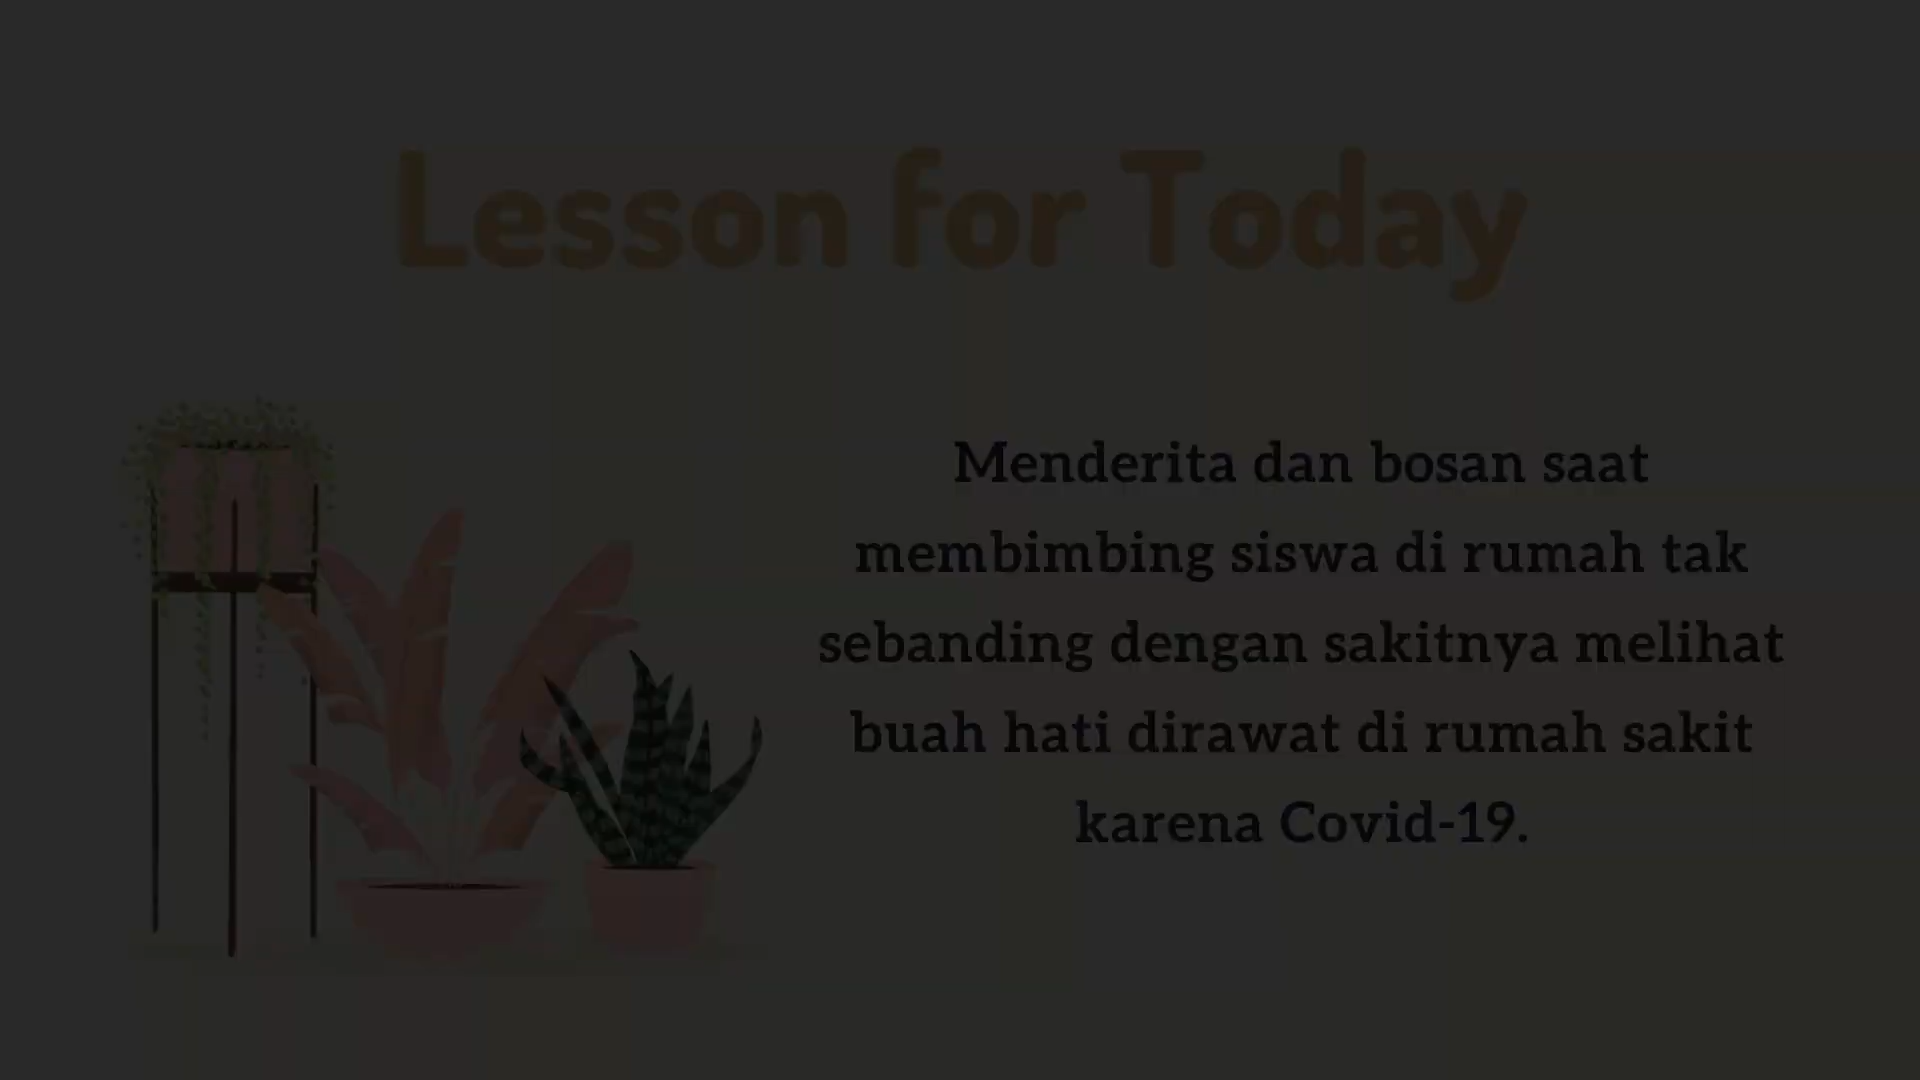 Lesson for Today
Menderita dan bosan saat
membimbing siswa di rumah tak
sebanding dengan sakitnya melihat
buah hati dirawat di rumah sakit
karena Covid-19.